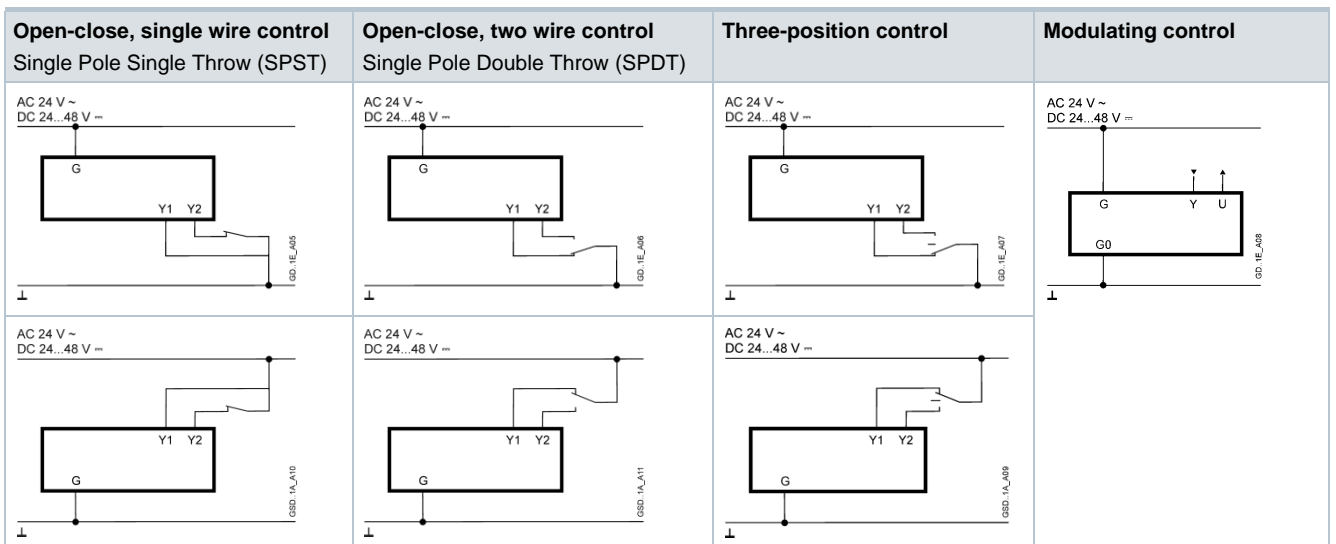 Open-close, single wire control
Single Pole Single Throw (SPST)
Open-close, two wire control
Single Pole Double Throw (SPDT)
Three-position control
Modulating control
AC 24 V ~
DC 24...48 V ⎓
G
Y1 Y2
GD..1E_A05
⊥
AC 24 V ~
DC 24...48 V ⎓
G
Y1 Y2
GD..1E_A06
⊥
AC 24 V ~
DC 24...48 V ⎓
G
Y1 Y2
GD..1E_A07
⊥
AC 24 V ~
DC 24...48 V ⎓
G Y U
G0
GD..1E_A08
⊥
AC 24 V ~
DC 24...48 V ⎓
Y1 Y2
G
GSD..1A_A10
⊥
AC 24 V ~
DC 24...48 V ⎓
Y1 Y2
G
GSD..1A_A11
⊥
AC 24 V ~
DC 24...48 V ⎓
Y1 Y2
G
GSD..1A_A09
⊥